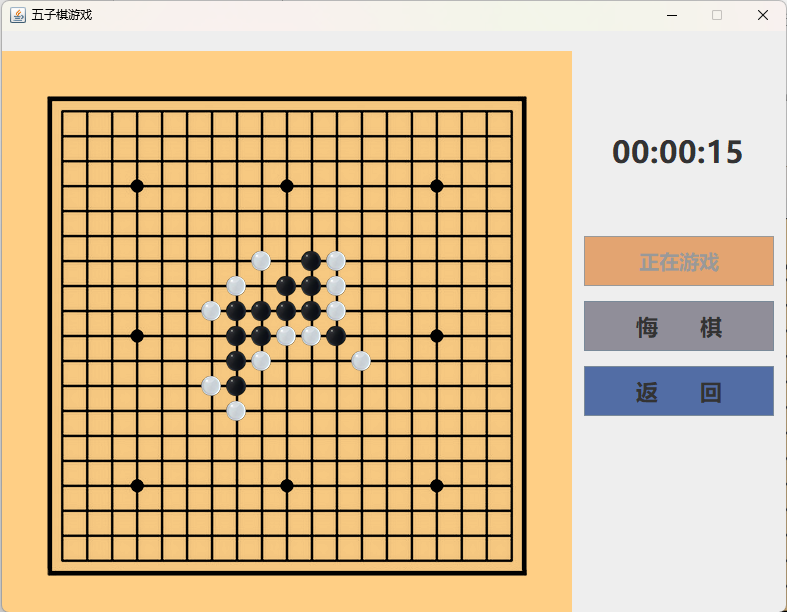 五子棋游戏
00:00:15
正在游戏
悔 棋
返 回